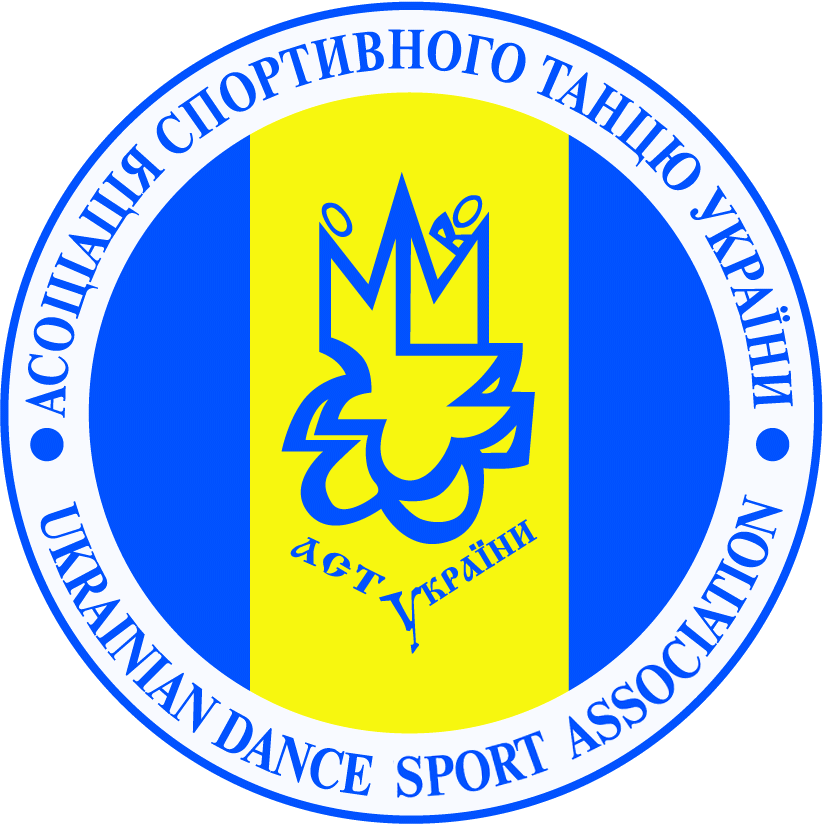 АСОЦІАЦІЯ СПОРТИВНОГО ТАНЦЮ УКРАЇНИ
АСТ України
UKRAINIAN DANCE SPORT ASSOCIATION